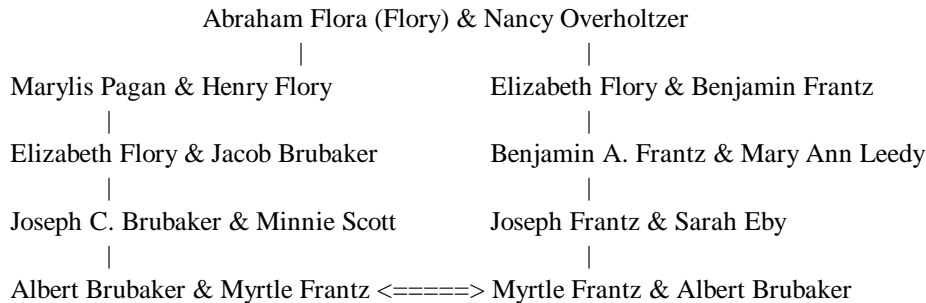 Abraham Flora (Flory) & Nancy Overholtzer
| |
Marylis Pagan & Henry Flory Elizabeth Flory & Benjamin Frantz
| |
Elizabeth Flory & Jacob Brubaker Benjamin A. Frantz & Mary Ann Leedy
| |
Joseph C. Brubaker & Minnie Scott Joseph Frantz & Sarah Eby
| |
Albert Brubaker & Myrtle Frantz <=====> Myrtle Frantz & Albert Brubaker